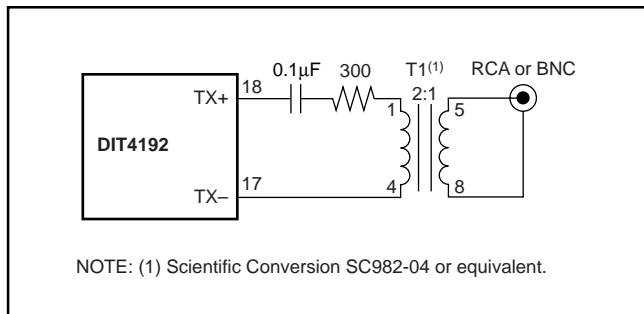 0.1µF 300 T1(1) RCA or BNC
18 2:1
TX+
1 5
DIT4192
17
TX– 4 8
NOTE: (1) Scientific Conversion SC982-04 or equivalent.